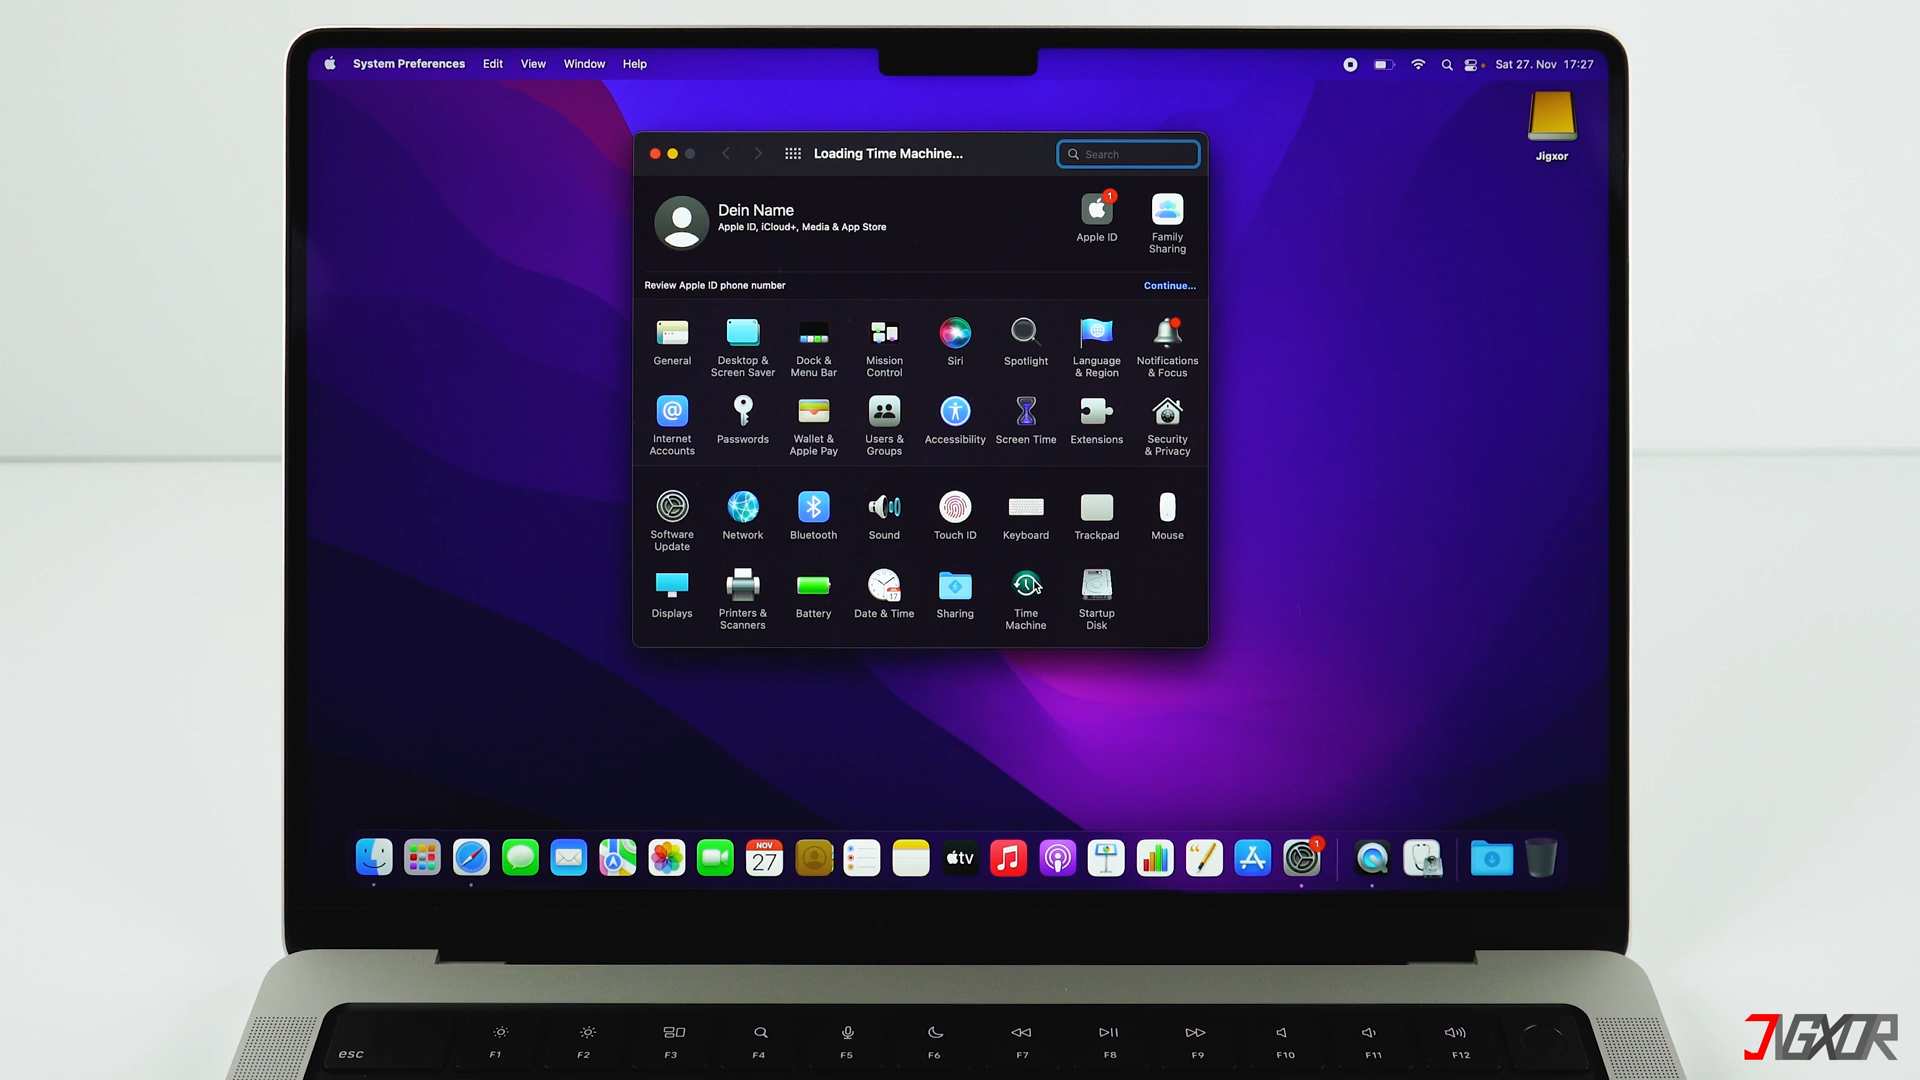 System Preferences Edit View Window Help
Sat 27. Nov 17:27
Jigxor
Loading Time Machine...
Search
Dein Name
Apple ID, iCloud+, Media & App Store
1
Apple ID
Family
Sharing
Review Apple ID phone number
Continue...
General
Desktop &
Screen Saver
Dock &
Menu Bar
Mission
Control
Siri
Spotlight
Language
& Region
Notifications
& Focus
Internet
Accounts
Passwords
Wallet &
Apple Pay
Users &
Groups
Accessibility
Screen Time
Extensions
Security
& Privacy
Software
Update
Network
Bluetooth
Sound
Touch ID
Keyboard
Trackpad
Mouse
Displays
Printers &
Scanners
Battery
17
Date & Time
Sharing
Time
Machine
Startup
Disk
NOV
27
tv
1
esc
F1
F2
F3
F4
F5
F6
F7
F8
F9
F10
F11
F12
JIGXOR